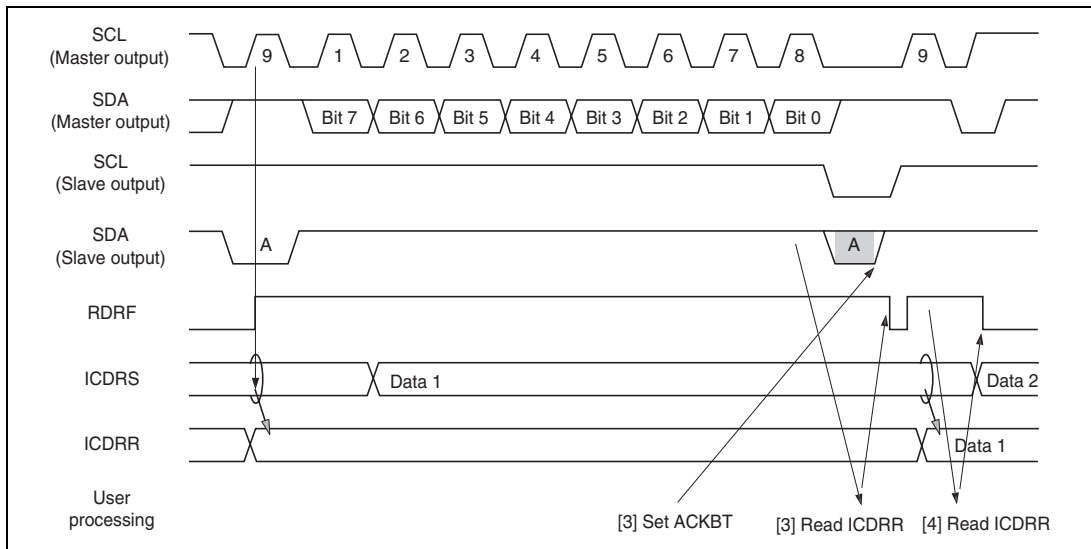 SCL
(Master output)
9 1 2 3 4 5 6 7 8 9
SDA
(Master output)
Bit 7 Bit 6 Bit 5 Bit 4 Bit 3 Bit 2 Bit 1 Bit 0
SCL
(Slave output)
SDA
(Slave output)
A A
RDRF
ICDRS
Data 1 Data 2
ICDRR
Data 1
User
processing
[3] Set ACKBT [3] Read ICDRR [4] Read ICDRR